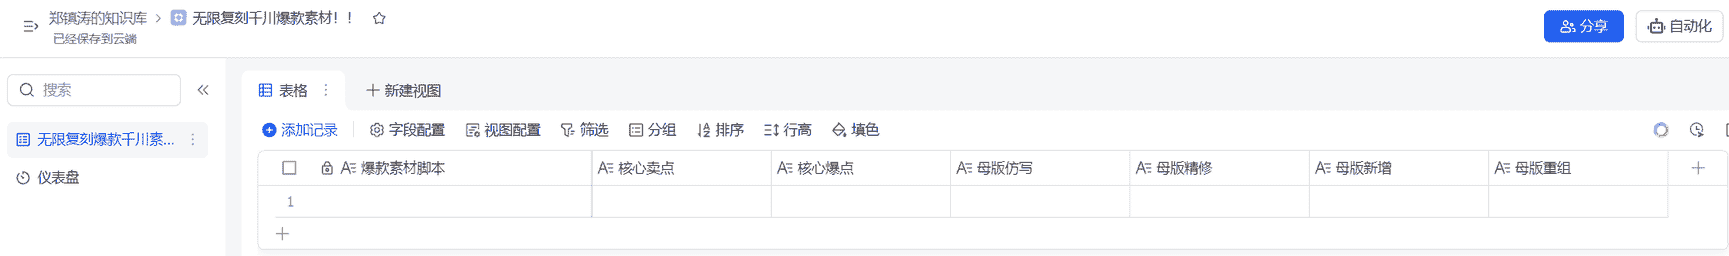 郑镇涛的知识库 > 无限复刻千川爆款素材！！
已经保存到云端
分享 自动化
搜索
表格 新建视图
添加记录 字段配置 视图配置 筛选 分组 排序 行高 填色
无限复刻爆款千川素...
仪表盘
爆款素材脚本 核心卖点 核心爆点 母版仿写 母版精修 母版新增 母版重组
1